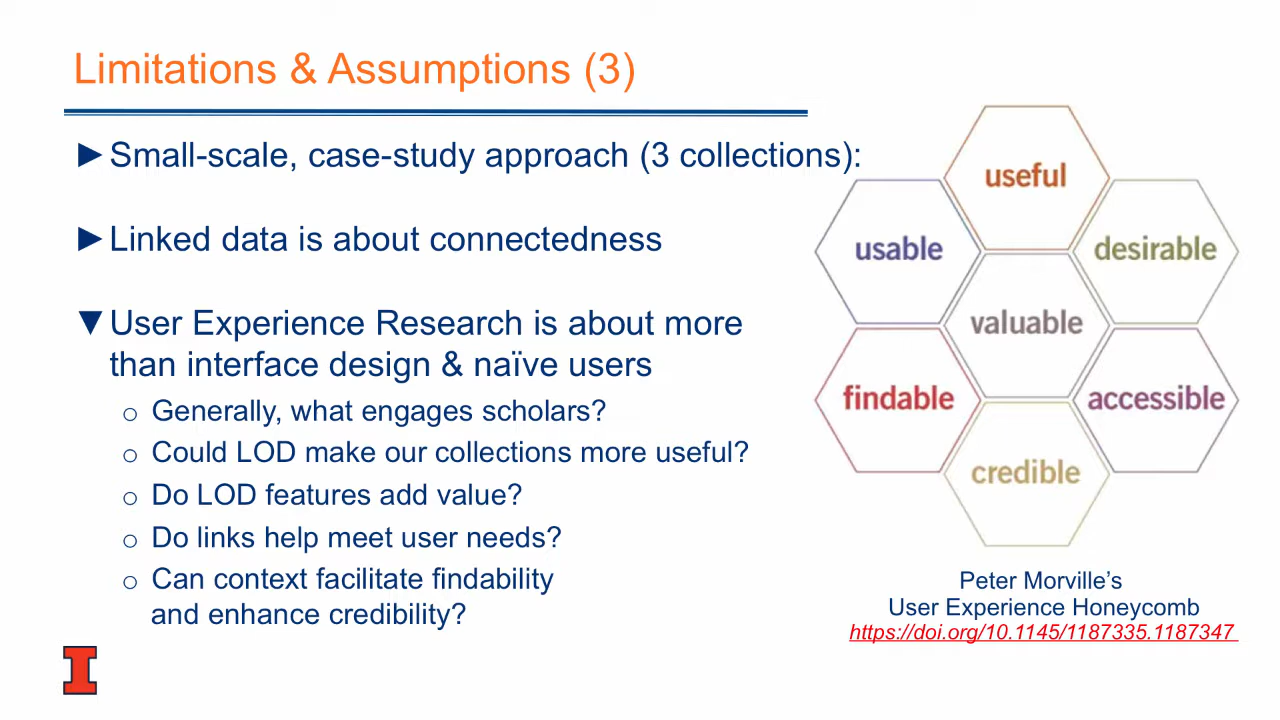 Limitations & Assumptions (3)
►Small-scale, case-study approach (3 collections):
►Linked data is about connectedness
▼User Experience Research is about more
than interface design & naïve users
o Generally, what engages scholars?
o Could LOD make our collections more useful?
o Do LOD features add value?
o Do links help meet user needs?
o Can context facilitate findability
and enhance credibility?
useful
usable
desirable
valuable
findable
accessible
credible
Peter Morville’s
User Experience Honeycomb
https://doi.org/10.1145/1187335.1187347
I